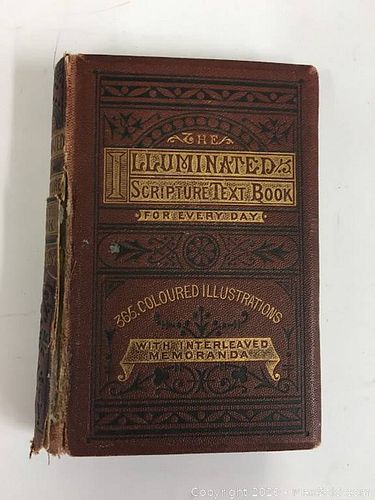 THE
ILLUMINATED
SCRIPTURE TEXT BOOK
FOR EVERY DAY
365 COLOURED ILLUSTRATIONS
WITH INTERLEAVED
MEMORANDA